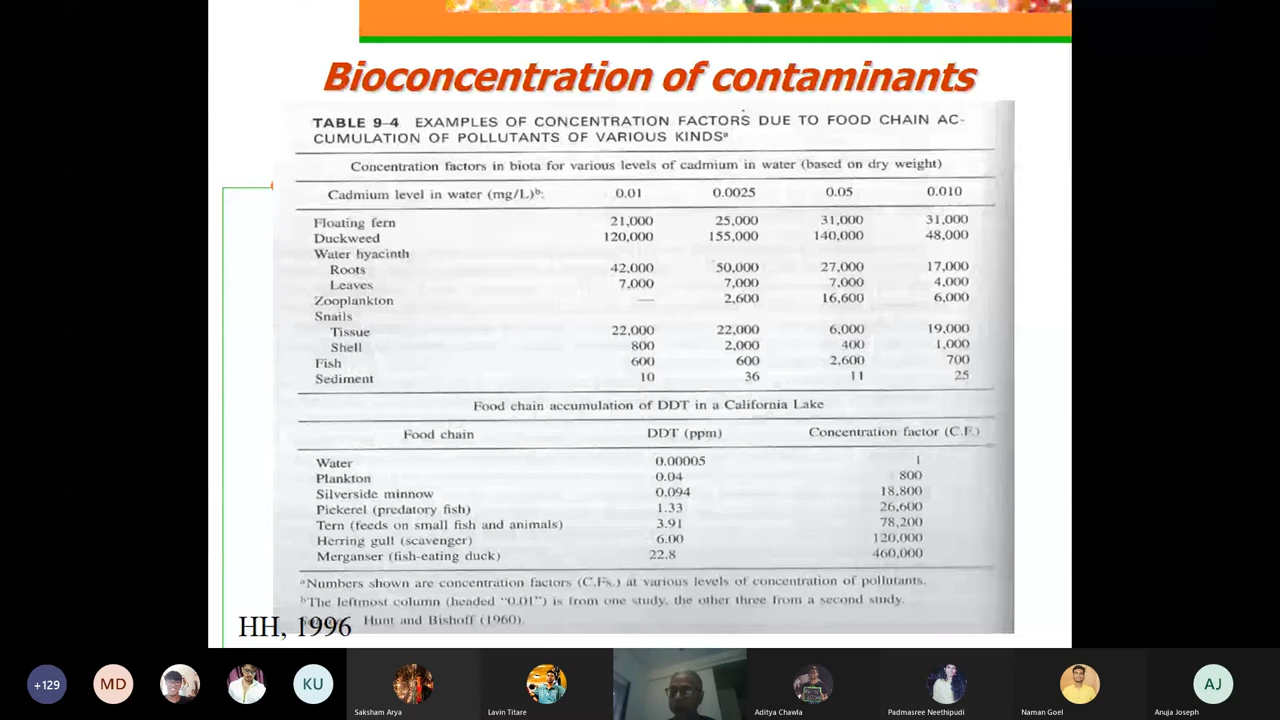 Bioconcentration of contaminants
TABLE 9–4 EXAMPLES OF CONCENTRATION FACTORS DUE TO FOOD CHAIN AC-
CUMULATION OF POLLUTANTS OF VARIOUS KINDSᵃ
Concentration factors in biota for various levels of cadmium in water (based on dry weight)
Cadmium level in water (mg/L)ᵇ: 0.01 0.0025 0.05 0.010
Floating fern 21,000 25,000 31,000 31,000
Duckweed 120,000 155,000 140,000 48,000
Water hyacinth
Roots 42,000 50,000 27,000 17,000
Leaves 7,000 7,000 7,000 4,000
Zooplankton — 2,600 16,600 6,000
Snails
Tissue 22,000 22,000 6,000 19,000
Shell 800 2,000 400 1,000
Fish 600 600 2,600 700
Sediment 10 36 11 25
Food chain accumulation of DDT in a California Lake
Food chain DDT (ppm) Concentration factor (C.F.)
Water 0.00005 1
Plankton 0.04 800
Silverside minnow 0.094 18,800
Pickerel (predatory fish) 1.33 26,600
Tern (feeds on small fish and animals) 3.91 78,200
Herring gull (scavenger) 6.00 120,000
Merganser (fish-eating duck) 22.8 460,000
ᵃNumbers shown are concentration factors (C.Fs.) at various levels of concentration of pollutants.
ᵇThe leftmost column (headed "0.01") is from one study, the other three from a second study.
Hunt and Bishoff (1960).
HH, 1996
+129 MD KU AJ
Saksham Arya Lavin Titare Aditya Chawla Padmasree Neethipudi Naman Goel Anuja Joseph